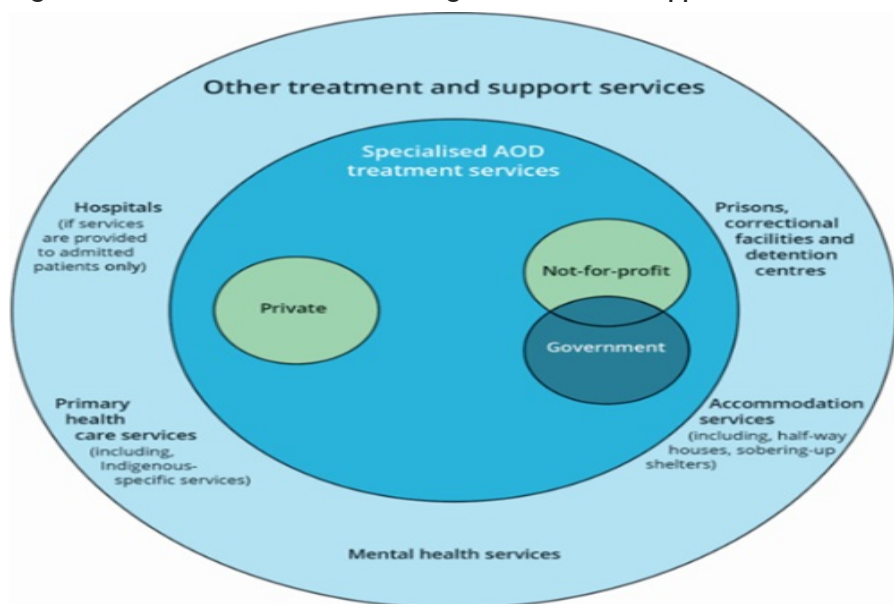 Other treatment and support services
Specialised AOD
treatment services
Hospitals
(if services
are provided
to admitted
patients only)
Prisons,
correctional
facilities and
detention
centres
Not-for-profit
Private
Government
Primary
health
care services
(including,
Indigenous-
specific services)
Accommodation
services
(including, half-way
houses, sobering-up
shelters)
Mental health services